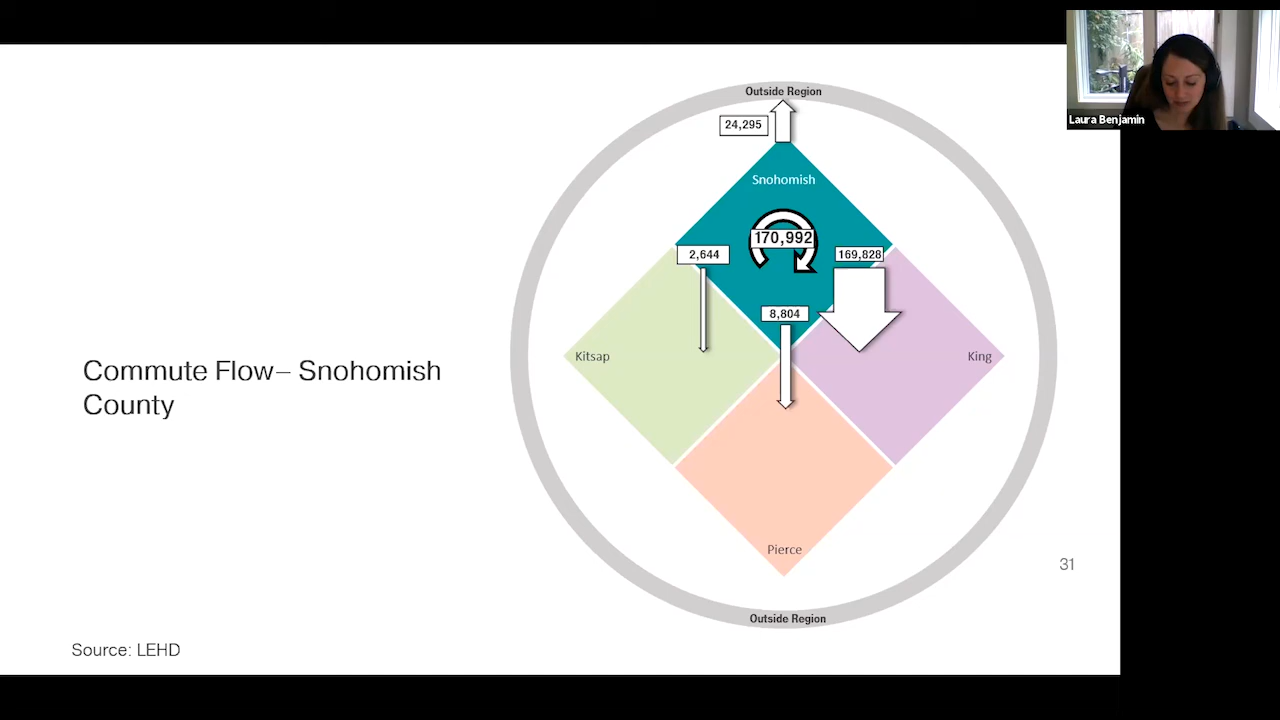 Laura Benjamin
Outside Region
24,295
Snohomish
170,992
2,644
169,828
8,804
Kitsap
King
Commute Flow– Snohomish
County
Pierce
31
Outside Region
Source: LEHD